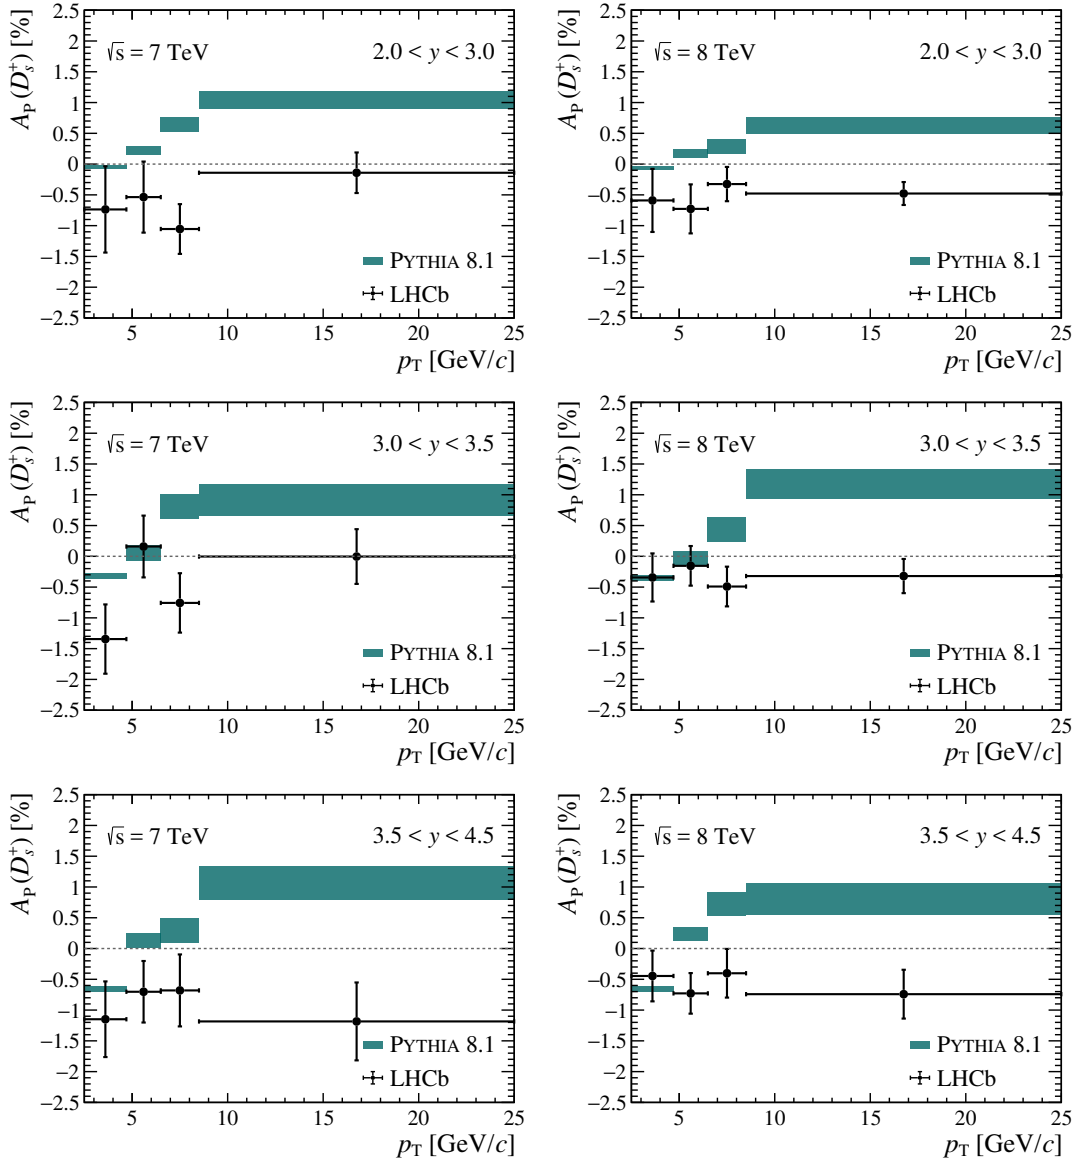 √s = 7 TeV 2.0 < y < 3.0
A_P(D_s^+) [%]
2.5
2
1.5
1
0.5
0
−0.5
−1
−1.5
−2
−2.5
PYTHIA 8.1
LHCb
5 10 15 20 25
p_T [GeV/c]
√s = 8 TeV 2.0 < y < 3.0
A_P(D_s^+) [%]
2.5
2
1.5
1
0.5
0
−0.5
−1
−1.5
−2
−2.5
PYTHIA 8.1
LHCb
5 10 15 20 25
p_T [GeV/c]
√s = 7 TeV 3.0 < y < 3.5
A_P(D_s^+) [%]
2.5
2
1.5
1
0.5
0
−0.5
−1
−1.5
−2
−2.5
PYTHIA 8.1
LHCb
5 10 15 20 25
p_T [GeV/c]
√s = 8 TeV 3.0 < y < 3.5
A_P(D_s^+) [%]
2.5
2
1.5
1
0.5
0
−0.5
−1
−1.5
−2
−2.5
PYTHIA 8.1
LHCb
5 10 15 20 25
p_T [GeV/c]
√s = 7 TeV 3.5 < y < 4.5
A_P(D_s^+) [%]
2.5
2
1.5
1
0.5
0
−0.5
−1
−1.5
−2
−2.5
PYTHIA 8.1
LHCb
5 10 15 20 25
p_T [GeV/c]
√s = 8 TeV 3.5 < y < 4.5
A_P(D_s^+) [%]
2.5
2
1.5
1
0.5
0
−0.5
−1
−1.5
−2
−2.5
PYTHIA 8.1
LHCb
5 10 15 20 25
p_T [GeV/c]